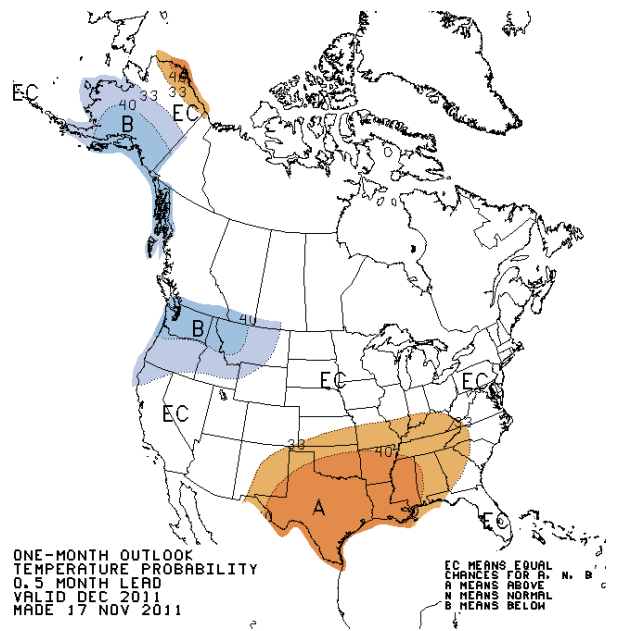 40
A
33
EC
33
40
EC
B
40
B
EC
EC
EC
33
33
40
A
EC
ONE-MONTH OUTLOOK
TEMPERATURE PROBABILITY
0.5 MONTH LEAD
VALID DEC 2011
MADE 17 NOV 2011
EC MEANS EQUAL
CHANCES FOR A, N, B
A MEANS ABOVE
N MEANS NORMAL
B MEANS BELOW